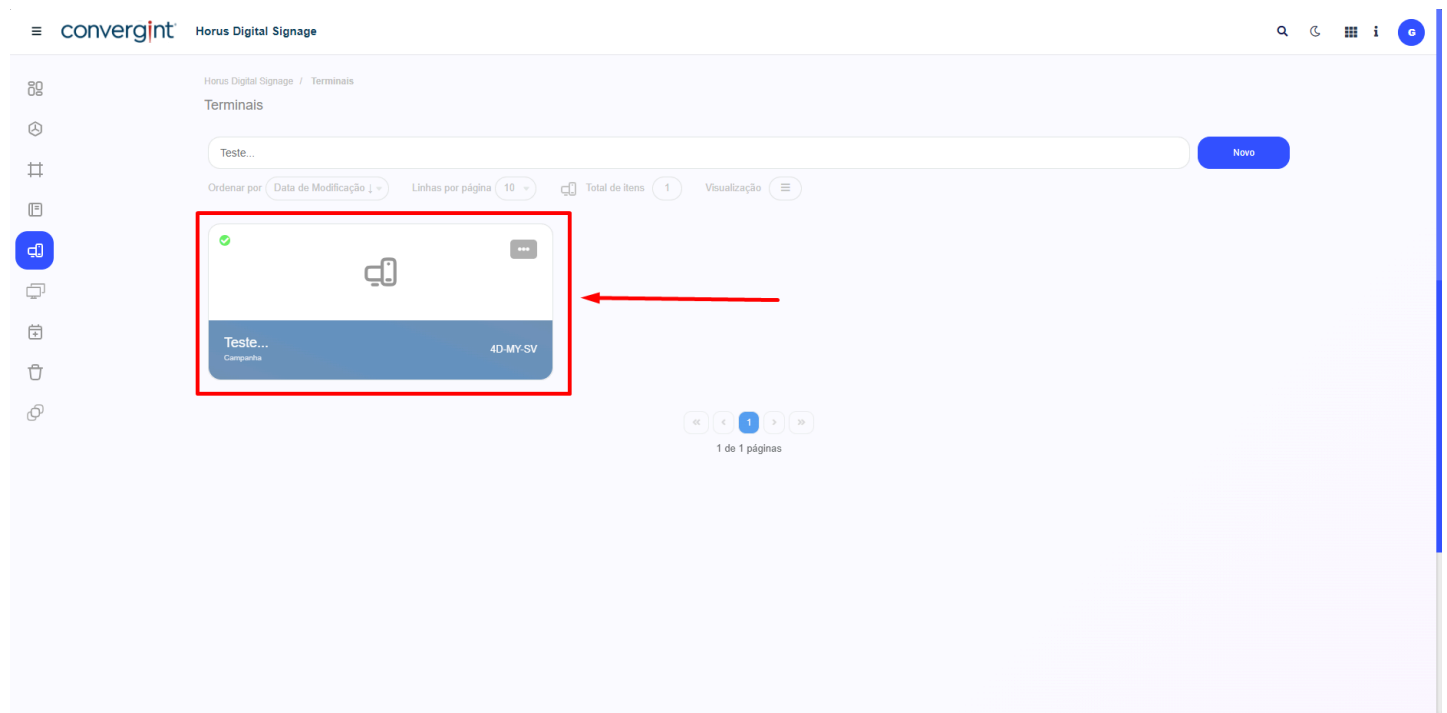 convergint Horus Digital Signage
G
Horus Digital Signage / Terminais
Terminais
Teste...
Novo
Ordenar por Data de Modificação ↓ Linhas por página 10 Total de itens 1 Visualização
Teste...
Campanha
4D-MY-SV
« ‹ 1 › »
1 de 1 páginas